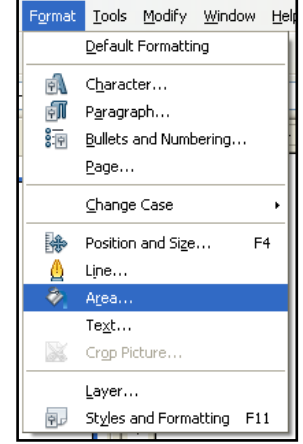 Format Tools Modify Window Help
Default Formatting
Character...
Paragraph...
Bullets and Numbering...
Page...
Change Case
Position and Size... F4
Line...
Area...
Text...
Crop Picture...
Layer...
Styles and Formatting F11